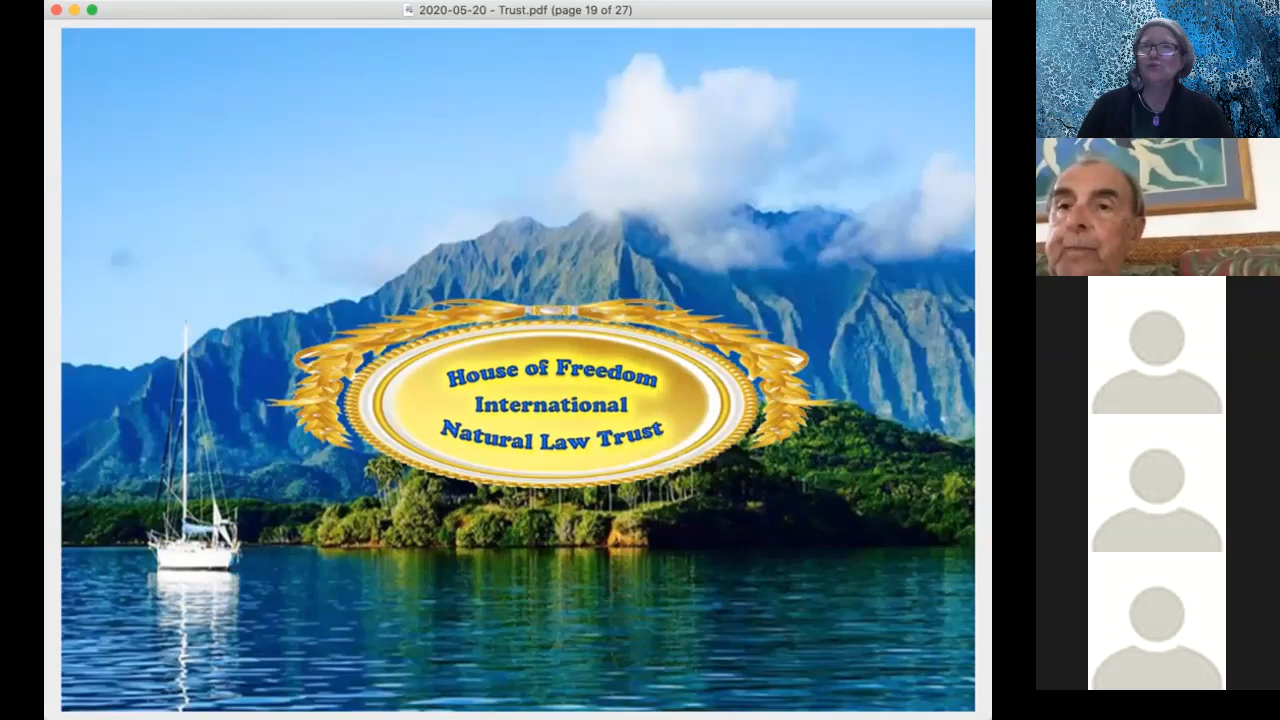 2020-05-20 - Trust.pdf (page 19 of 27)
House of Freedom
International
Natural Law Trust